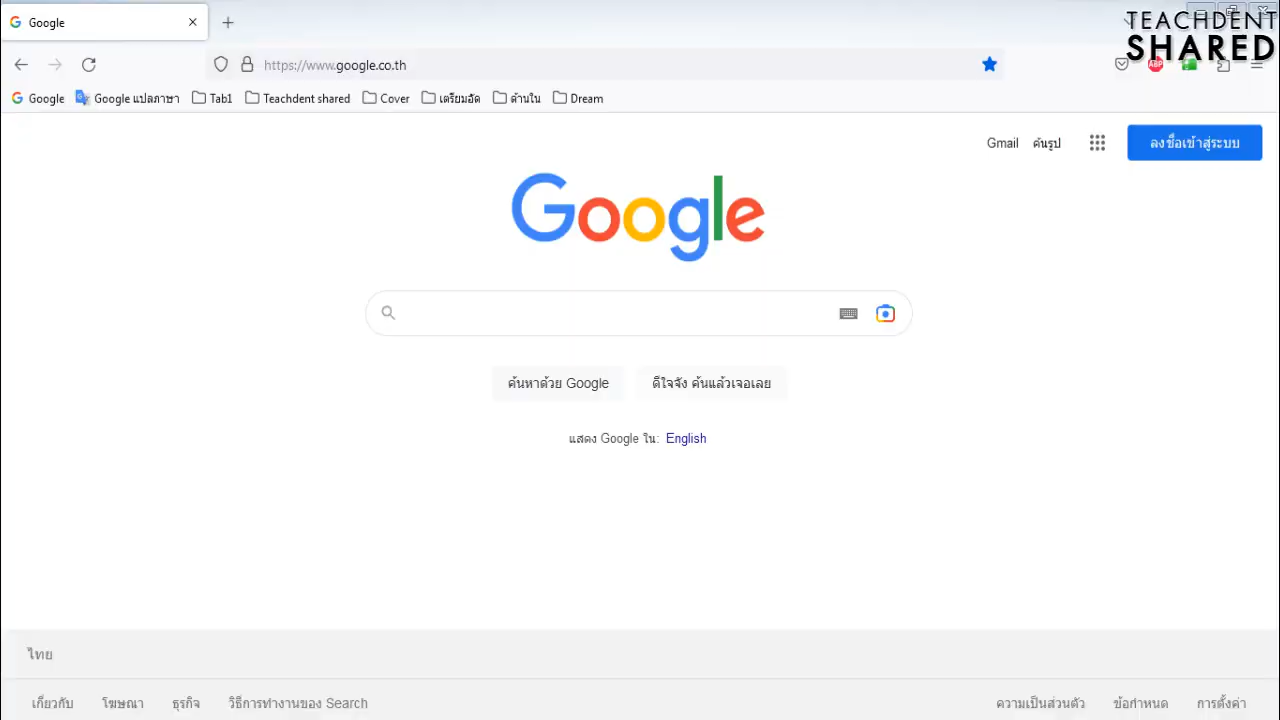 Google
TEACHDENT
SHARED
https://www.google.co.th
ABP
Google Google แปลภาษา Tab1 Teachdent shared Cover เตรียมอัด ด้านใน Dream
Gmail ค้นรูป ลงชื่อเข้าสู่ระบบ
Google
ค้นหาด้วย Google ดีใจจัง ค้นแล้วเจอเลย
แสดง Google ใน: English
ไทย
เกี่ยวกับ โฆษณา ธุรกิจ วิธีการทำงานของ Search ความเป็นส่วนตัว ข้อกำหนด การตั้งค่า